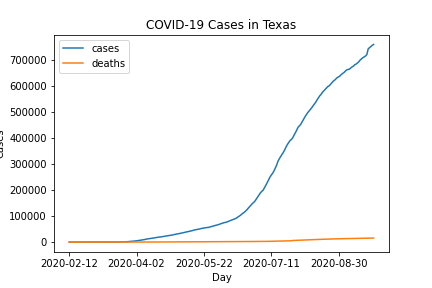 COVID-19 Cases in Texas
cases
deaths
700000
600000
500000
400000
300000
200000
100000
0
cases
2020-02-12 2020-04-02 2020-05-22 2020-07-11 2020-08-30
Day